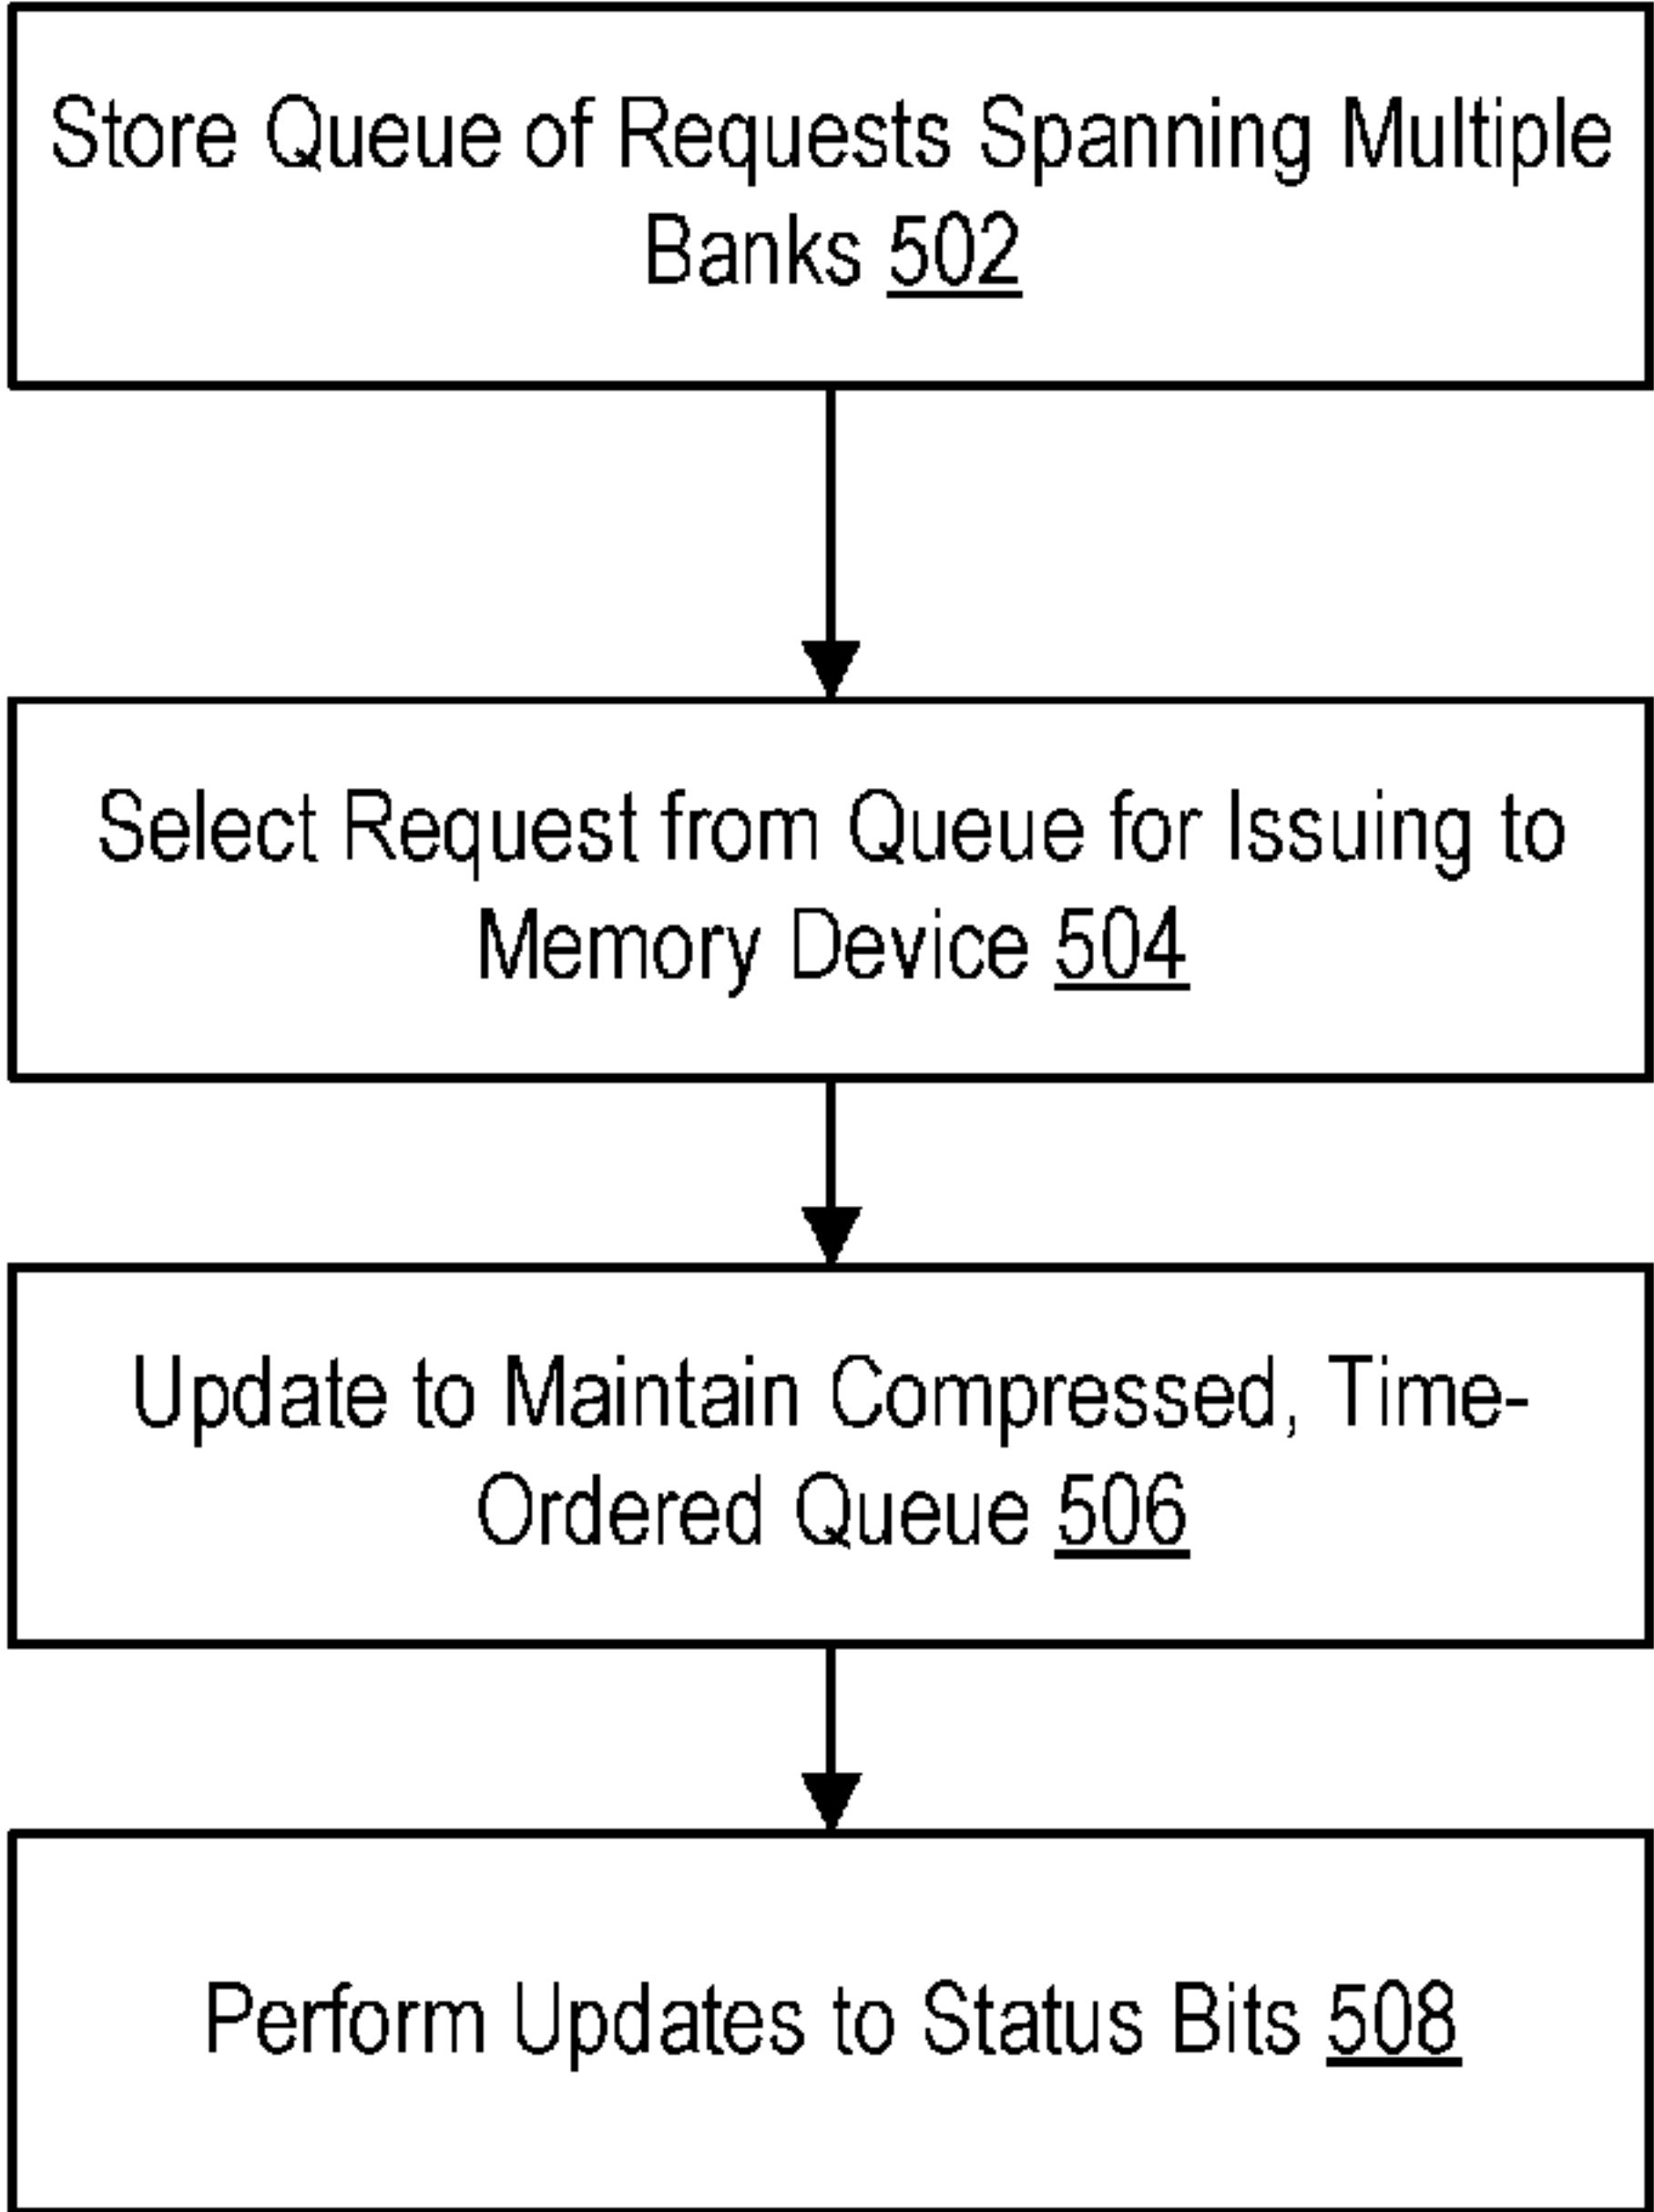 Store Queue of Requests Spanning Multiple
Banks 502
Select Request from Queue for Issuing to
Memory Device 504
Update to Maintain Compressed, Time-
Ordered Queue 506
Perform Updates to Status Bits 508